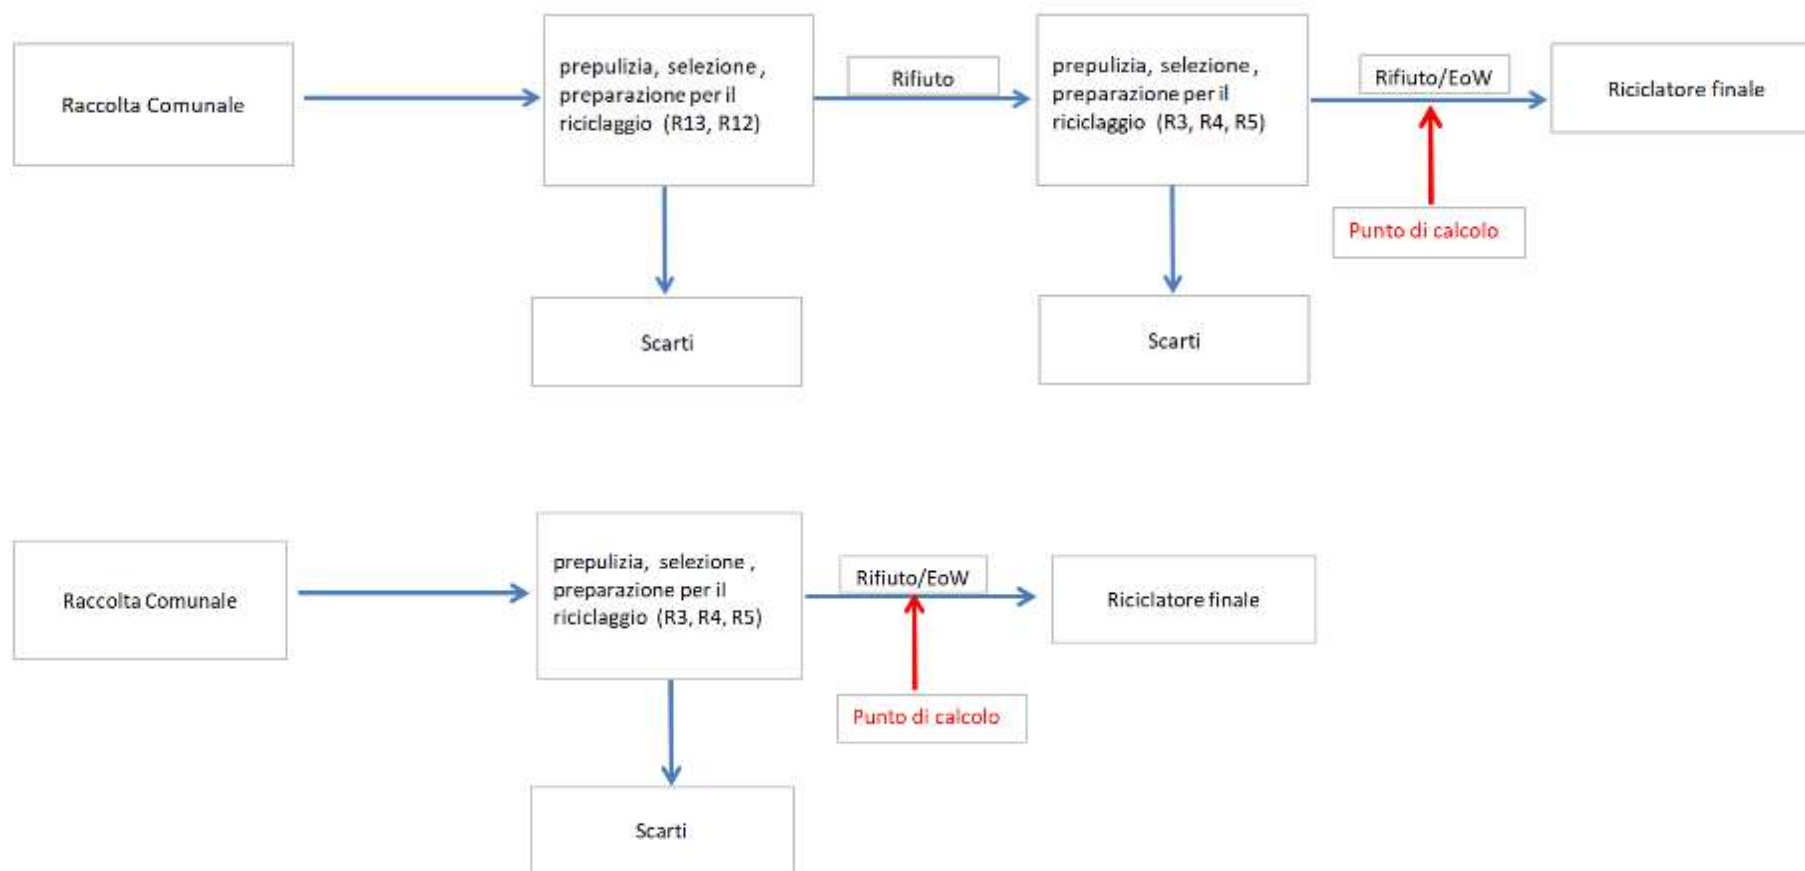 Raccolta Comunale
prepulizia, selezione ,
preparazione per il
riciclaggio (R13, R12)
Rifiuto
prepulizia, selezione ,
preparazione per il
riciclaggio (R3, R4, R5)
Rifiuto/EoW
Riciclatore finale
Punto di calcolo
Scarti
Scarti
Raccolta Comunale
prepulizia, selezione ,
preparazione per il
riciclaggio (R3, R4, R5)
Rifiuto/EoW
Riciclatore finale
Punto di calcolo
Scarti